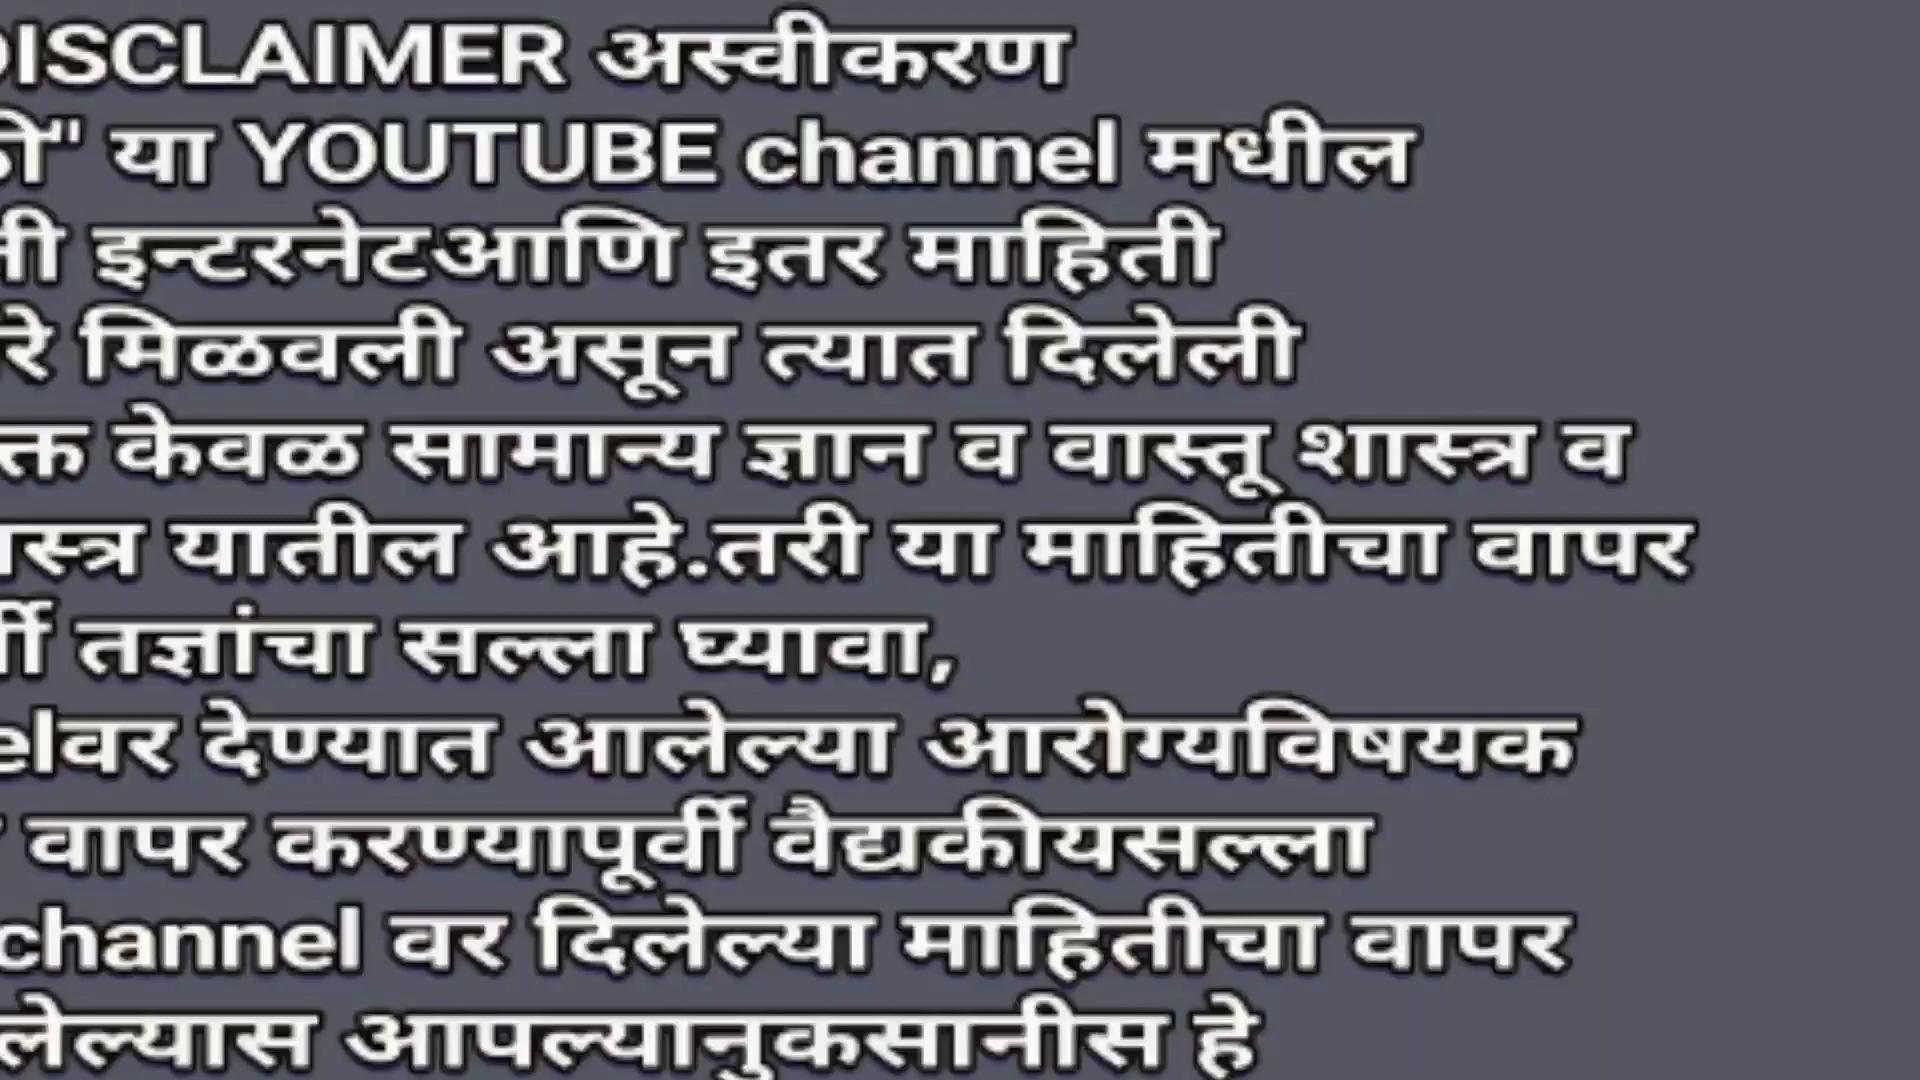 DISCLAIMER अस्वीकरण
या YOUTUBE channel मधील
इन्टरनेटआणि इतर माहिती
मिळवली असून त्यात दिलेली
केवळ सामान्य ज्ञान व वास्तू शास्त्र व
यातील आहे.तरी या माहितीचा वापर
तज्ञांचा सल्ला घ्यावा,
elवर देण्यात आलेल्या आरोग्यविषयक
वापर करण्यापूर्वी वैद्यकीयसल्ला
channel वर दिलेल्या माहितीचा वापर
आपल्यानुकसानीस हे